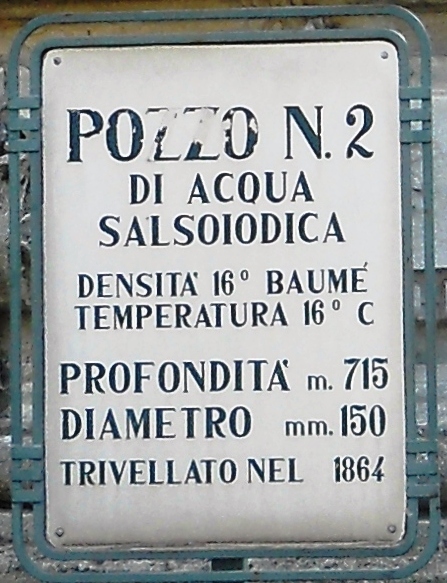 POZZO N. 2
DI ACQUA
SALSOIODICA
DENSITA' 16° BAUMÉ
TEMPERATURA 16° C
PROFONDITA' m. 715
DIAMETRO mm. 150
TRIVELLATO NEL 1864